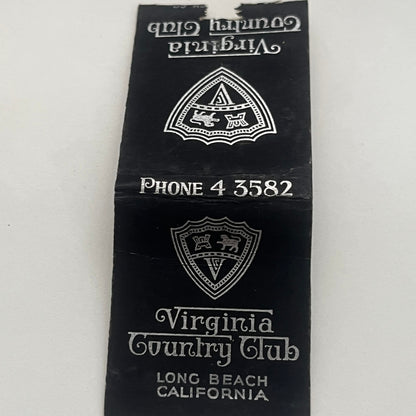 Virginia
Country Club
PHONE 4 3582
Virginia
Country Club
LONG BEACH
CALIFORNIA